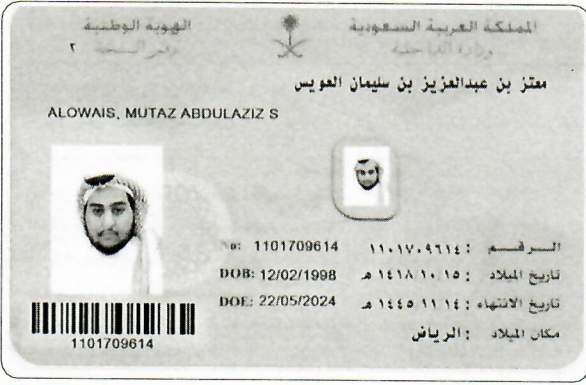 المملكة العربية السعودية
وزارة الداخلية
الهوية الوطنية
رقم النسخة ٢
معتز بن عبدالعزيز بن سليمان العويس
ALOWAIS, MUTAZ ABDULAZIZ S
الرقم : ١١٠١٧٠٩٦١٤ No: 1101709614
تاريخ الميلاد : ١٤١٨/١٠/١٥ هـ DOB: 12/02/1998
تاريخ الانتهاء : ١٤٤٥/١١/١٤ هـ DOE: 22/05/2024
مكان الميلاد : الرياض
1101709614